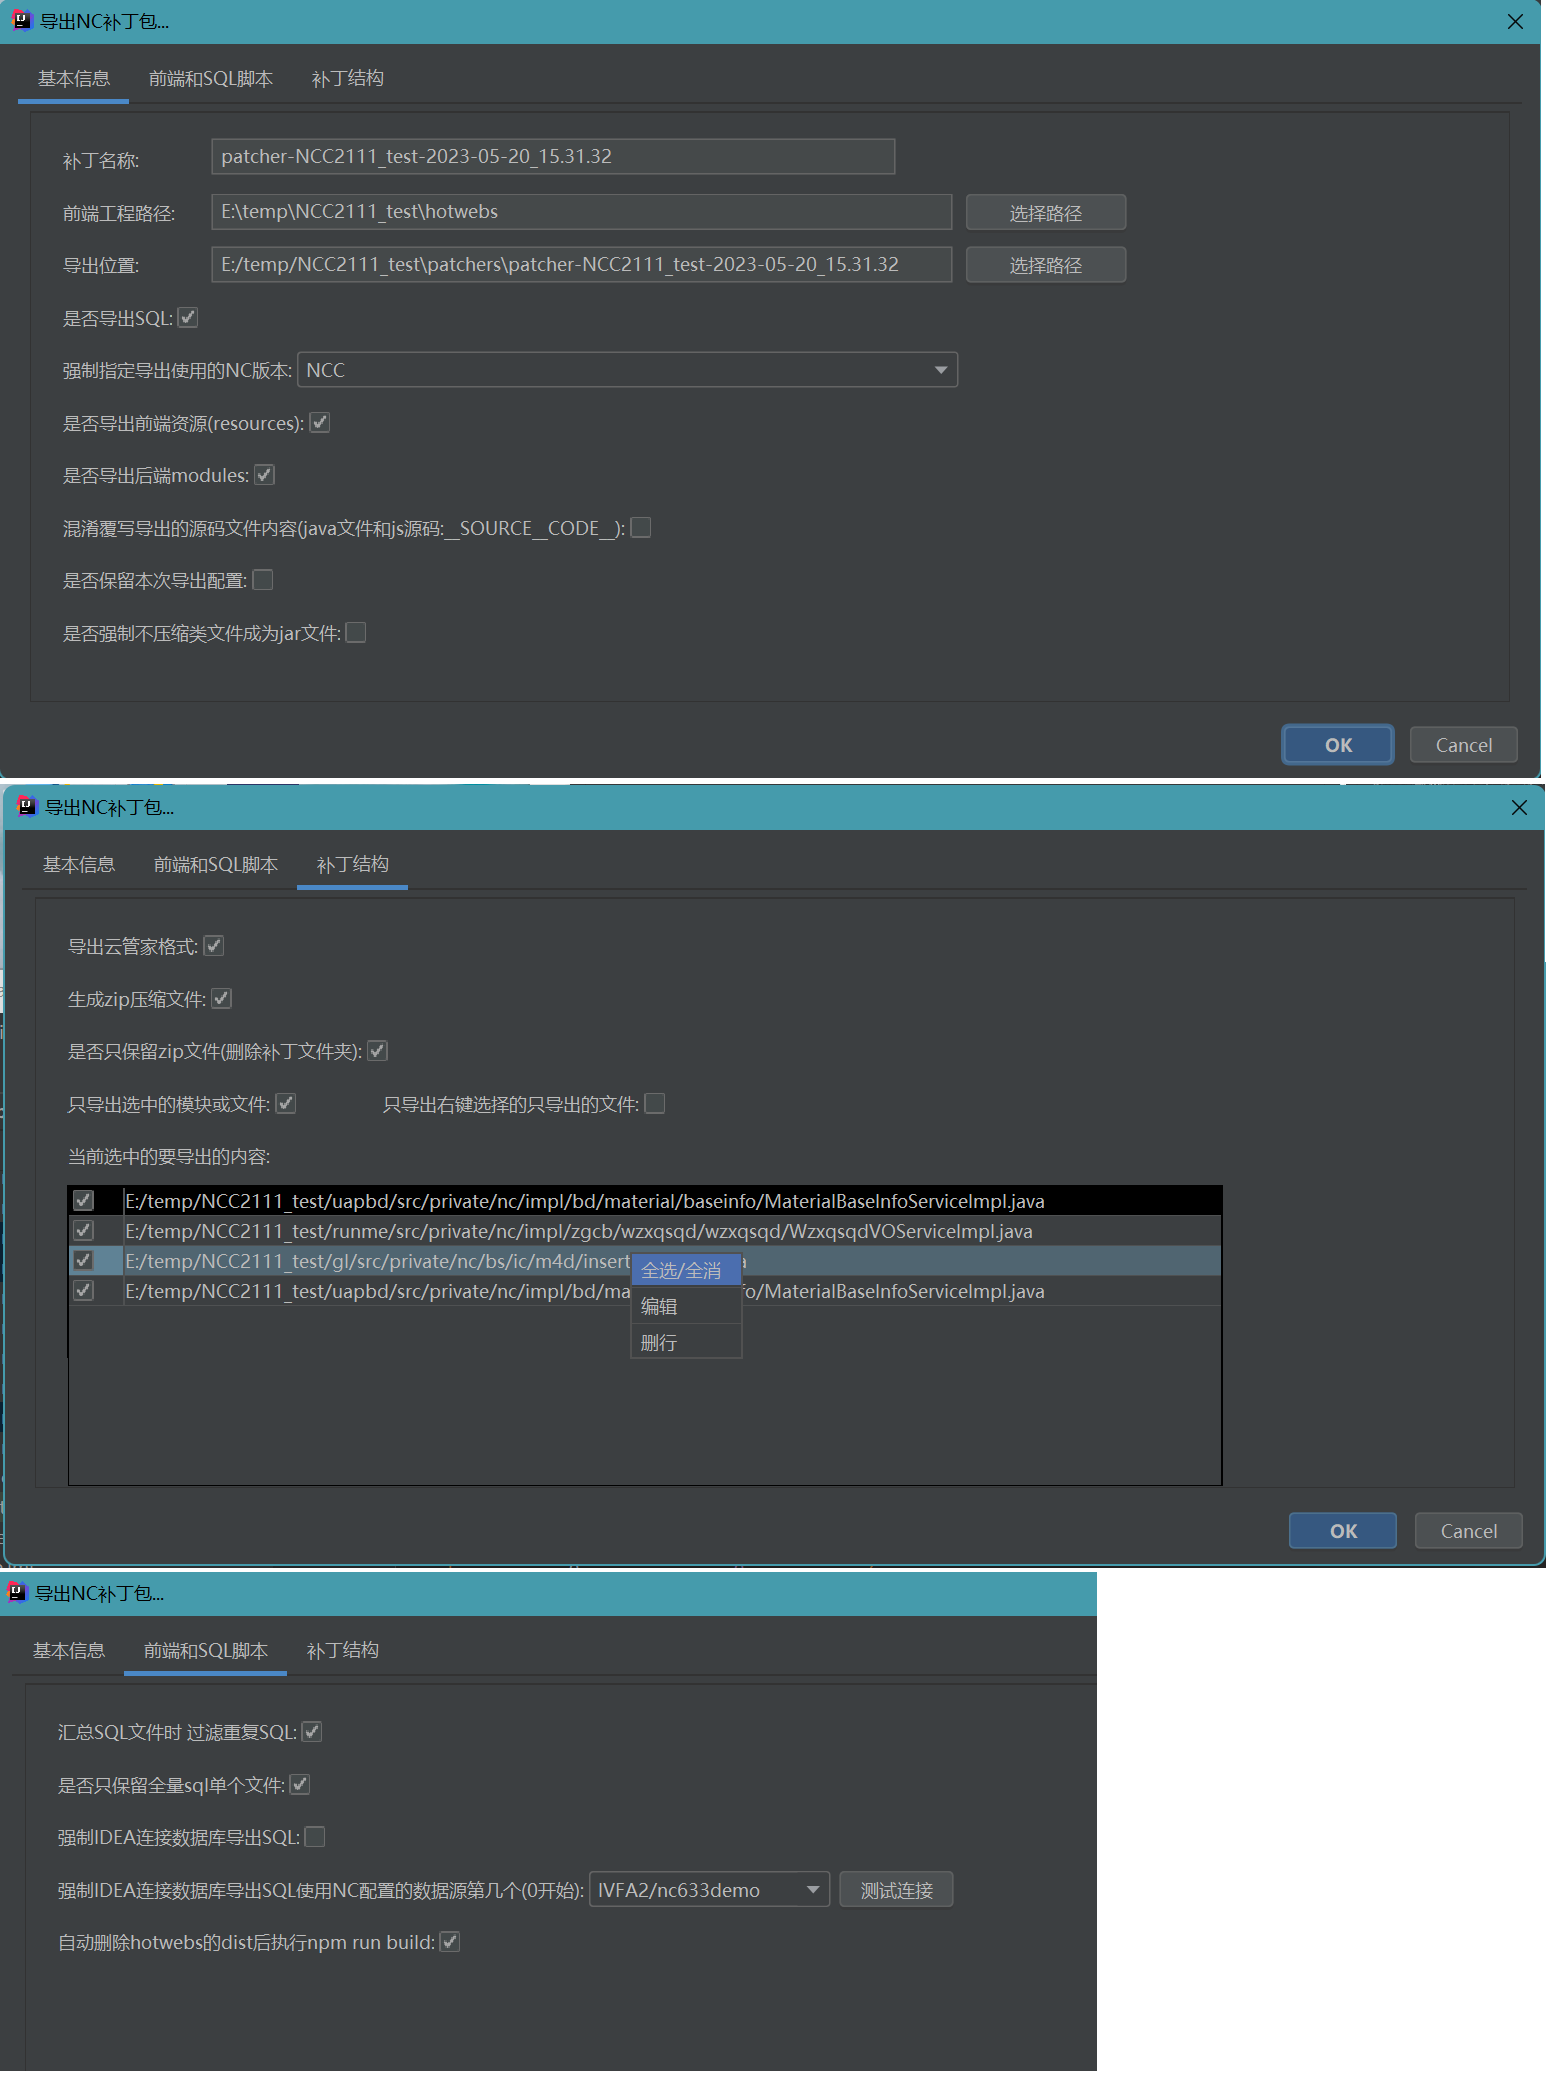 导出NC补丁包...
基本信息 前端和SQL脚本 补丁结构
补丁名称: patcher-NCC2111_test-2023-05-20_15.31.32
前端工程路径: E:\temp\NCC2111_test\hotwebs 选择路径
导出位置: E:/temp/NCC2111_test\patchers\patcher-NCC2111_test-2023-05-20_15.31.32 选择路径
是否导出SQL:
强制指定导出使用的NC版本: NCC
是否导出前端资源(resources):
是否导出后端modules:
混淆覆写导出的源码文件内容(java文件和js源码:__SOURCE__CODE__):
是否保留本次导出配置:
是否强制不压缩类文件成为jar文件:
OK Cancel
导出NC补丁包...
基本信息 前端和SQL脚本 补丁结构
导出云管家格式:
生成zip压缩文件:
是否只保留zip文件(删除补丁文件夹):
只导出选中的模块或文件: 只导出右键选择的只导出的文件:
当前选中的要导出的内容:
E:/temp/NCC2111_test/uapbd/src/private/nc/impl/bd/material/baseinfo/MaterialBaseInfoServiceImpl.java
E:/temp/NCC2111_test/runme/src/private/nc/impl/zgcb/wzxqsqd/wzxqsqd/WzxqsqdVOServiceImpl.java
E:/temp/NCC2111_test/gl/src/private/nc/bs/ic/m4d/insert a
全选/全消
E:/temp/NCC2111_test/uapbd/src/private/nc/impl/bd/ma fo/MaterialBaseInfoServiceImpl.java
编辑
删行
OK Cancel
导出NC补丁包...
基本信息 前端和SQL脚本 补丁结构
汇总SQL文件时 过滤重复SQL:
是否只保留全量sql单个文件:
强制IDEA连接数据库导出SQL:
强制IDEA连接数据库导出SQL使用NC配置的数据源第几个(0开始): IVFA2/nc633demo 测试连接
自动删除hotwebs的dist后执行npm run build: